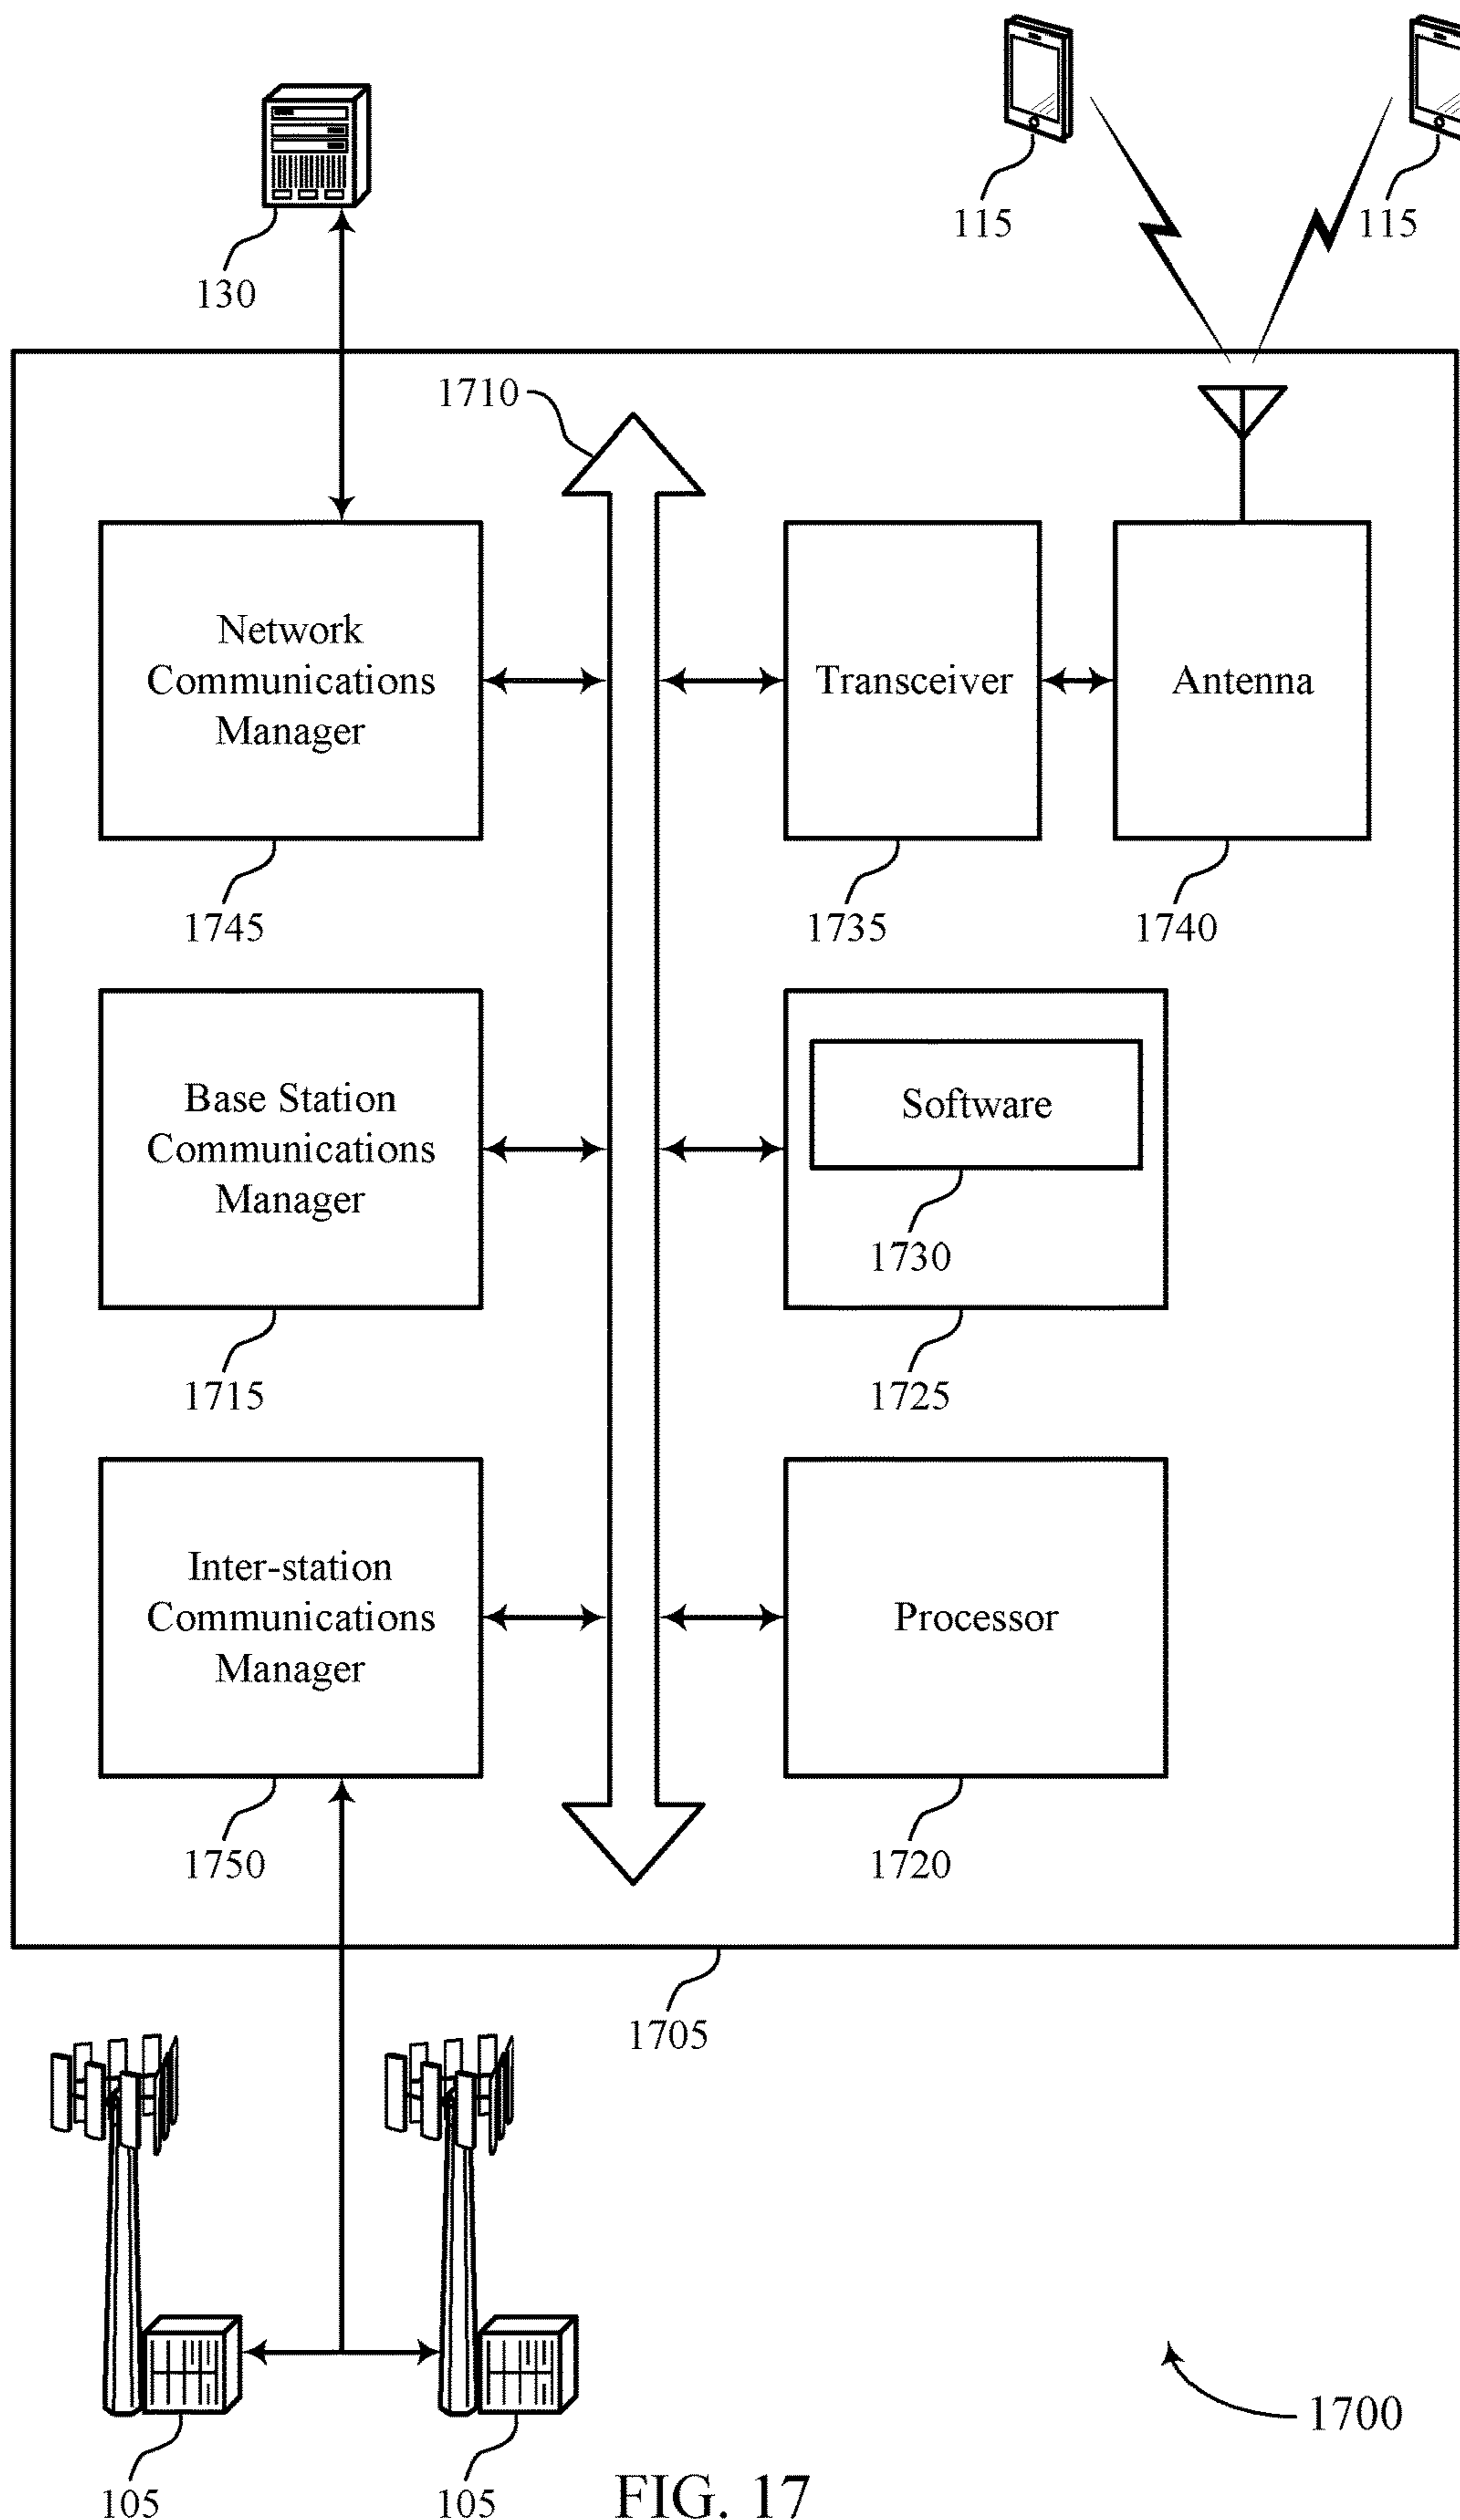 115
115
130
1710
Network
Communications
Manager
Transceiver
Antenna
1745
1735
1740
Base Station
Communications
Manager
Software
1730
1715
1725
Inter-station
Communications
Manager
Processor
1750
1720
1705
1700
105
105
FIG. 17